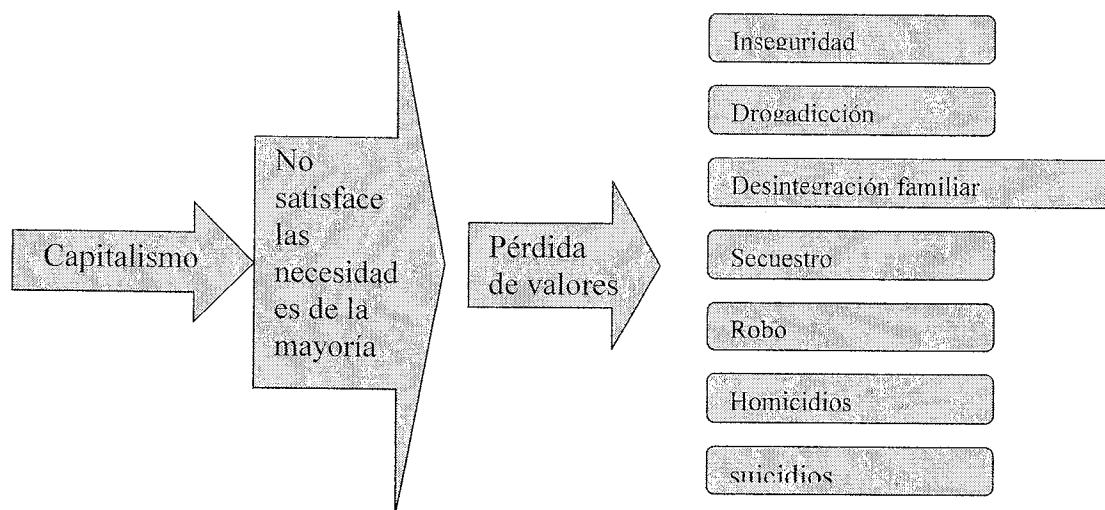 Capitalismo
No
satisface
las
necesidad
es de la
mayoría
Pérdida
de valores
Inseguridad
Drogadicción
Desintegración familiar
Secuestro
Robo
Homicidios
suicidios